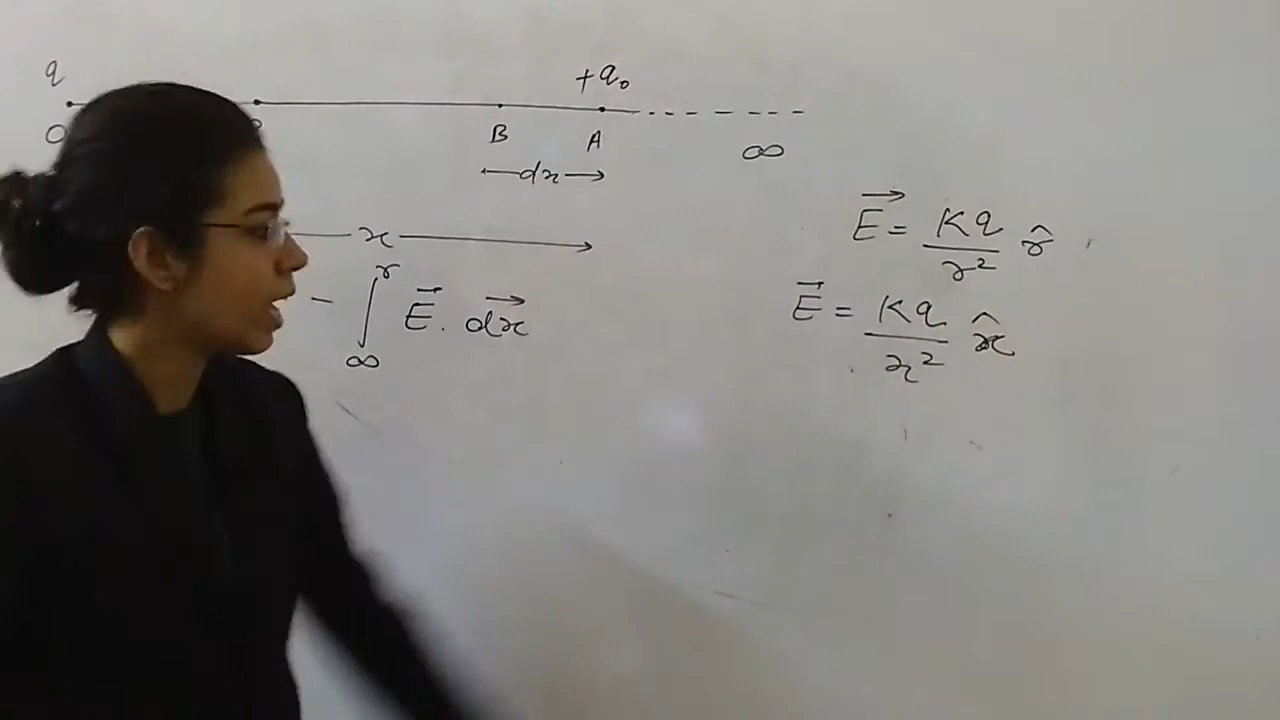 q +q₀
O B A ∞
dx
x
E⃗ = Kq/r² r̂
- ∫_∞^r E⃗ . dx⃗
E⃗ = Kq/x² x̂